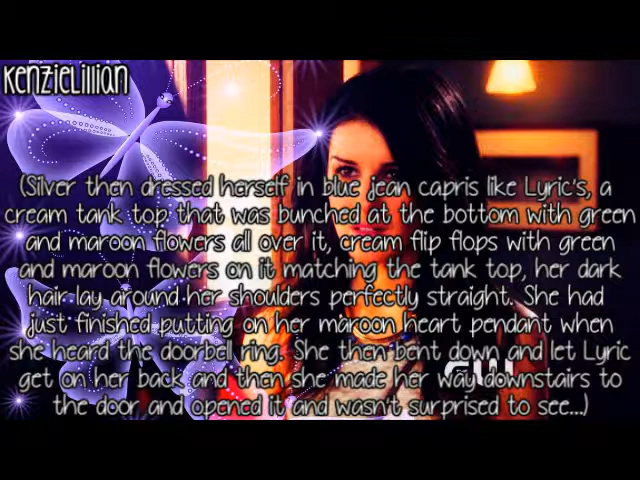 KENZIELILLIAN
(Silver then dressed herself in blue jean capris like Lyric's, a
cream tank top that was bunched at the bottom with green
and maroon flowers all over it, cream flip flops with green
and maroon flowers on it matching the tank top, her dark
hair lay around her shoulders perfectly straight. She had
just finished putting on her maroon heart pendant when
she heard the doorbell ring. She then bent down and let Lyric
get on her back and then she made her way downstairs to
the door and opened it and wasn't surprised to see...)
CW